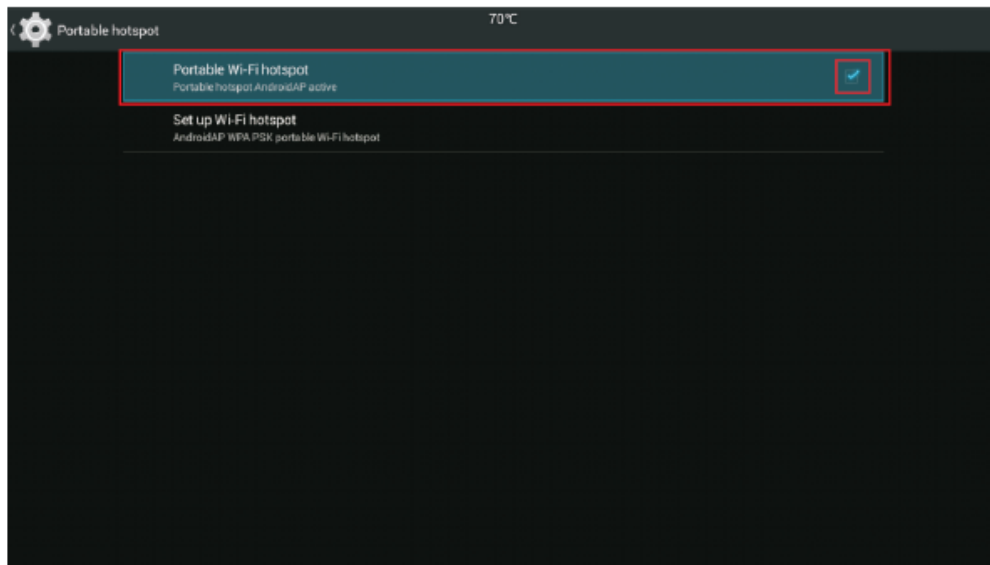 70℃
Portable hotspot
Portable Wi-Fi hotspot
Portable hotspot AndroidAP active
Set up Wi-Fi hotspot
AndroidAP WPA PSK portable Wi-Fi hotspot